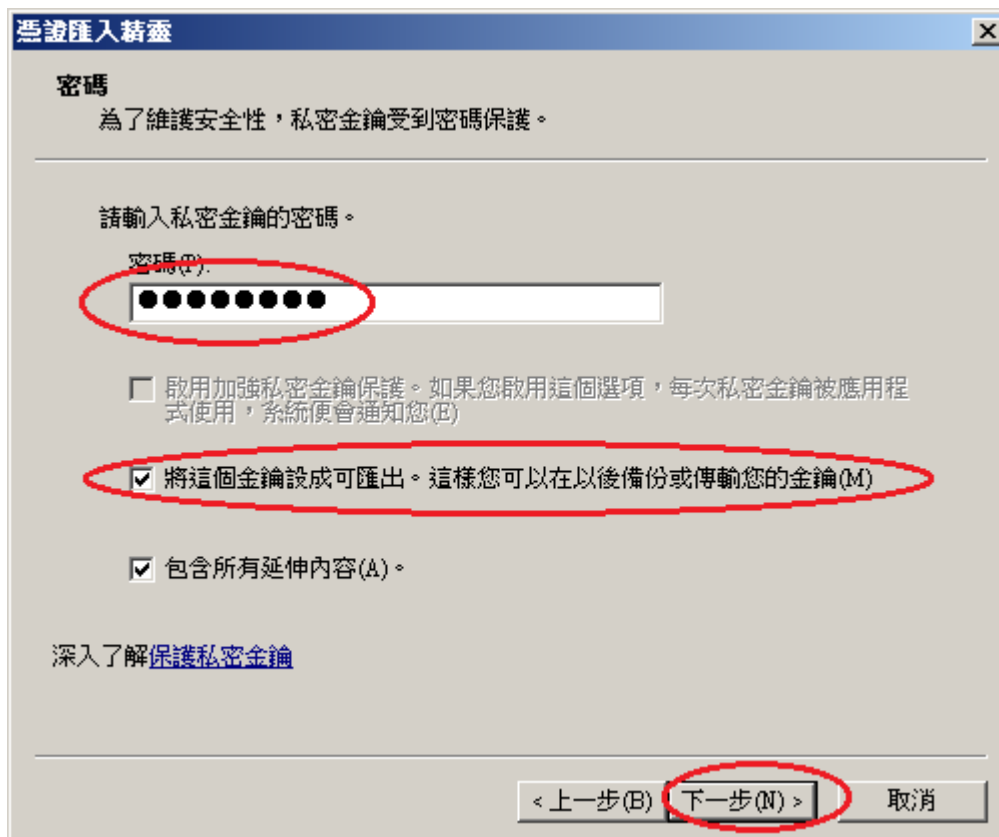 憑證匯入精靈
密碼
為了維護安全性，私密金鑰受到密碼保護。
請輸入私密金鑰的密碼。
密碼(P):
●●●●●●●●
啟用加強私密金鑰保護。如果您啟用這個選項，每次私密金鑰被應用程
式使用，系統便會通知您(E)
將這個金鑰設成可匯出。這樣您可以在以後備份或傳輸您的金鑰(M)
包含所有延伸內容(A)。
深入了解保護私密金鑰
< 上一步(B) 下一步(N) > 取消